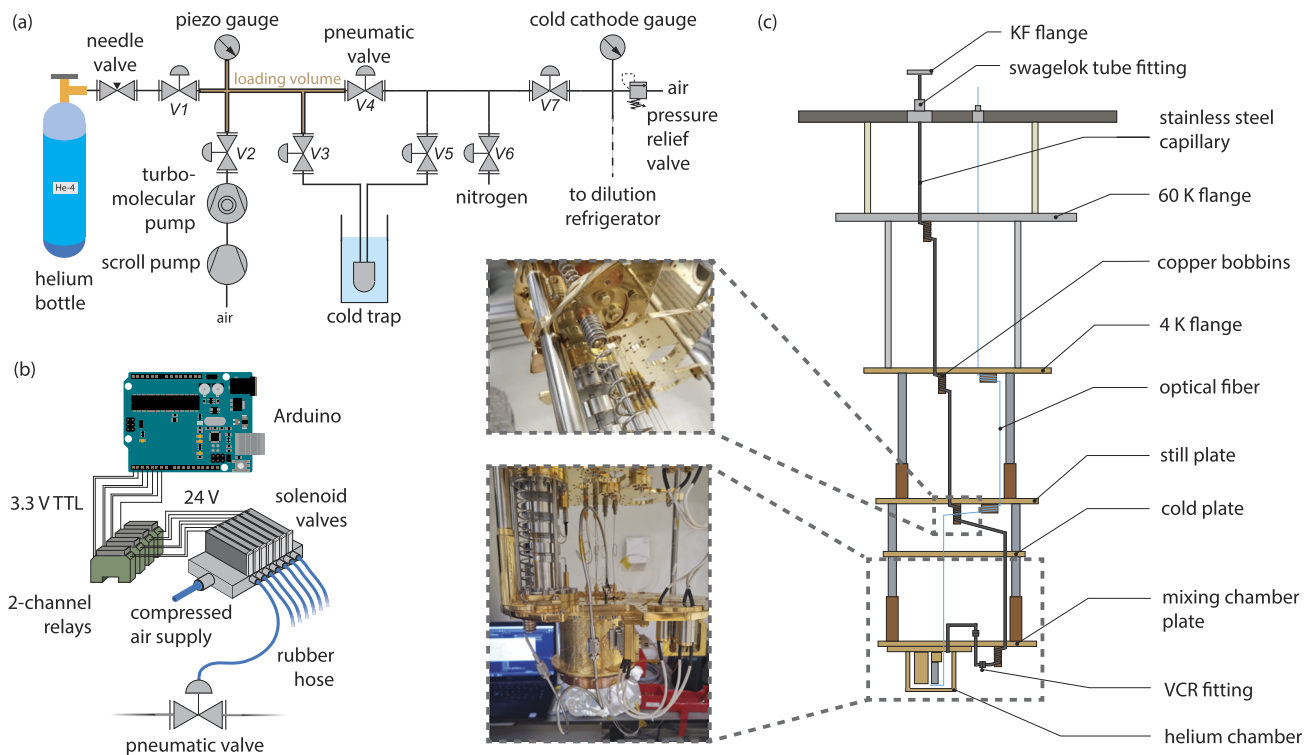 (a)
piezo gauge
cold cathode gauge
needle
valve
pneumatic
valve
loading volume
V1
V4
V7
air
pressure
relief
valve
V2
V3
V5
V6
He-4
turbo-
molecular
pump
nitrogen
to dilution
refrigerator
scroll pump
helium
bottle
air
cold trap
(b)
Arduino
3.3 V TTL
24 V
solenoid
valves
2-channel
relays
compressed
air supply
rubber
hose
pneumatic valve
(c)
KF flange
swagelok tube fitting
stainless steel
capillary
60 K flange
copper bobbins
4 K flange
optical fiber
still plate
cold plate
mixing chamber
plate
VCR fitting
helium chamber